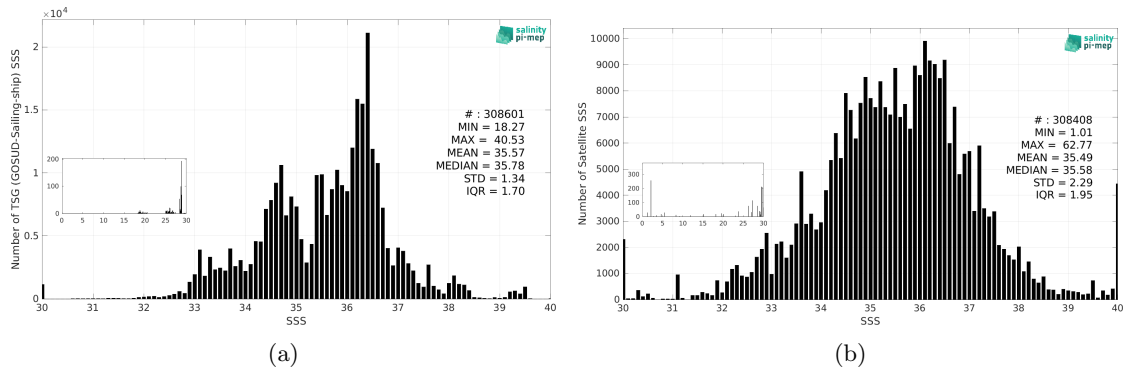 ×10⁴
Number of TSG (GOSUD-Sailing-ship) SSS
2
1.5
1
0.5
0
30 31 32 33 34 35 36 37 38 39 40
SSS
salinity
pi-mep
# : 308601
MIN = 18.27
MAX = 40.53
MEAN = 35.57
MEDIAN = 35.78
STD = 1.34
IQR = 1.70
200
100
0
0 5 10 15 20 25 30
(a)
Number of Satellite SSS
10000
9000
8000
7000
6000
5000
4000
3000
2000
1000
0
30 31 32 33 34 35 36 37 38 39 40
SSS
salinity
pi-mep
# : 308408
MIN = 1.01
MAX = 62.77
MEAN = 35.49
MEDIAN = 35.58
STD = 2.29
IQR = 1.95
300
200
100
0
0 5 10 15 20 25 30
(b)